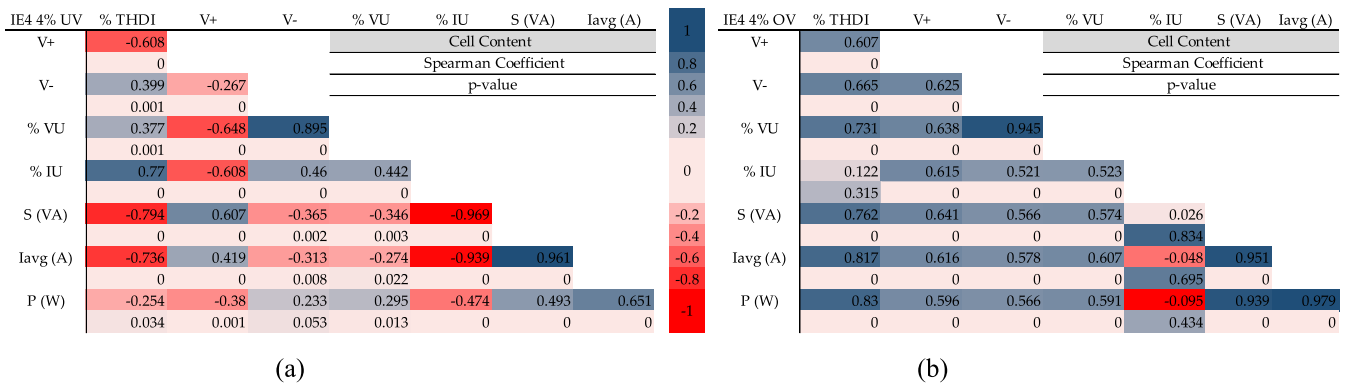 IE4 4% UV % THDI V+ V- % VU % IU S (VA) Iavg (A)
V+ -0.608 Cell Content
0 Spearman Coefficient
V- 0.399 -0.267 p-value
0.001 0
% VU 0.377 -0.648 0.895
0.001 0 0
% IU 0.77 -0.608 0.46 0.442
0 0 0 0
S (VA) -0.794 0.607 -0.365 -0.346 -0.969
0 0 0.002 0.003 0
Iavg (A) -0.736 0.419 -0.313 -0.274 -0.939 0.961
0 0 0.008 0.022 0 0
P (W) -0.254 -0.38 0.233 0.295 -0.474 0.493 0.651
0.034 0.001 0.053 0.013 0 0 0
(a)
1
0.8
0.6
0.4
0.2
0
-0.2
-0.4
-0.6
-0.8
-1
IE4 4% OV % THDI V+ V- % VU % IU S (VA) Iavg (A)
V+ 0.607 Cell Content
0 Spearman Coefficient
V- 0.665 0.625 p-value
0 0
% VU 0.731 0.638 0.945
0 0 0
% IU 0.122 0.615 0.521 0.523
0.315 0 0 0
S (VA) 0.762 0.641 0.566 0.574 0.026
0 0 0 0 0.834
Iavg (A) 0.817 0.616 0.578 0.607 -0.048 0.951
0 0 0 0 0.695 0
P (W) 0.83 0.596 0.566 0.591 -0.095 0.939 0.979
0 0 0 0 0.434 0 0
(b)